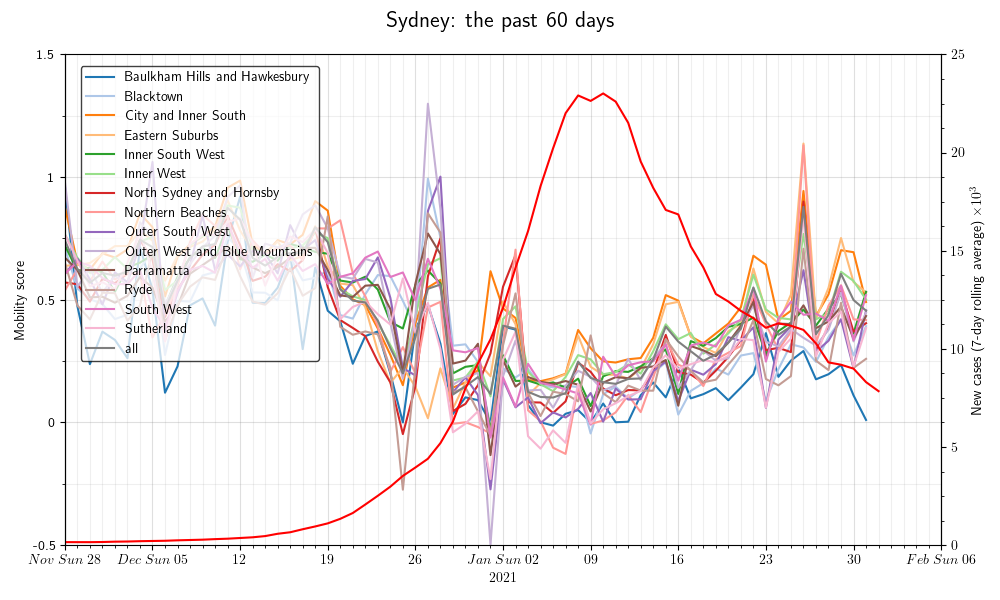 Sydney: the past 60 days
Mobility score
1.5
1
0.5
0
-0.5
Baulkham Hills and Hawkesbury
Blacktown
City and Inner South
Eastern Suburbs
Inner South West
Inner West
North Sydney and Hornsby
Northern Beaches
Outer South West
Outer West and Blue Mountains
Parramatta
Ryde
South West
Sutherland
all
25
20
15
10
5
0
New cases (7-day rolling average) ×10³
Nov Sun 28 Dec Sun 05 12 19 26 Jan Sun 02 09 16 23 30 Feb Sun 06
2021